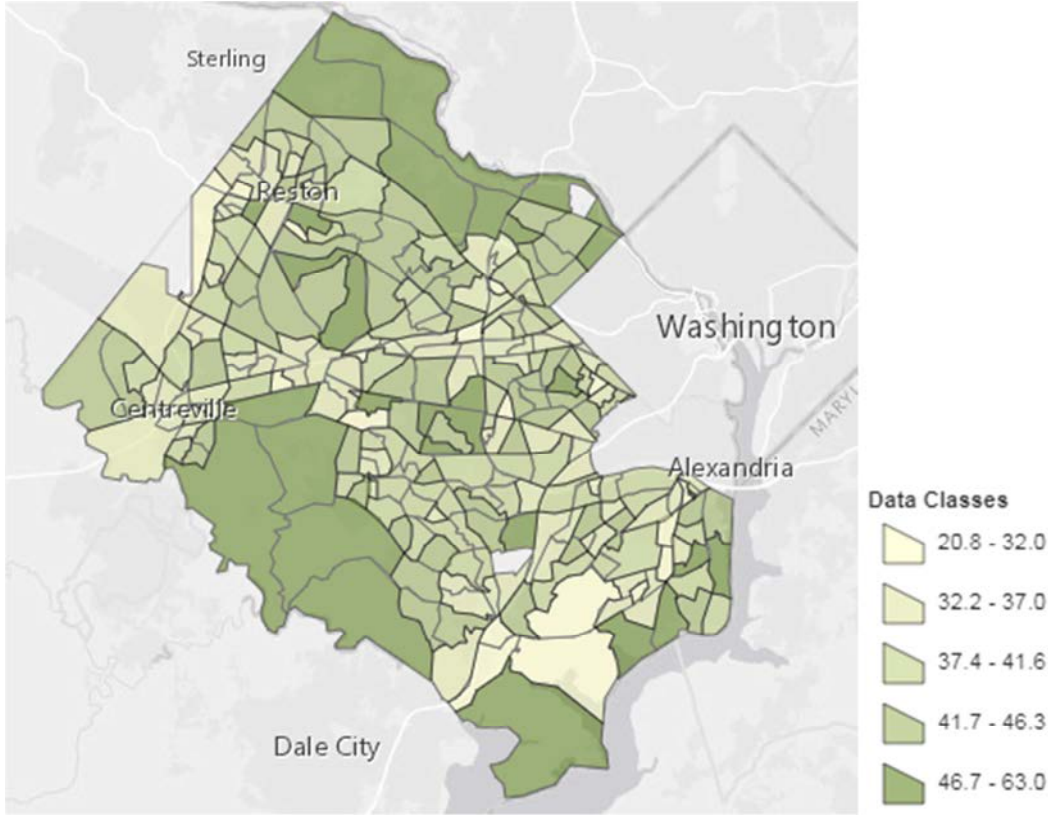 Sterling
Reston
Washington
Centreville
Alexandria
MARYL
Dale City
Data Classes
20.8 - 32.0
32.2 - 37.0
37.4 - 41.6
41.7 - 46.3
46.7 - 63.0